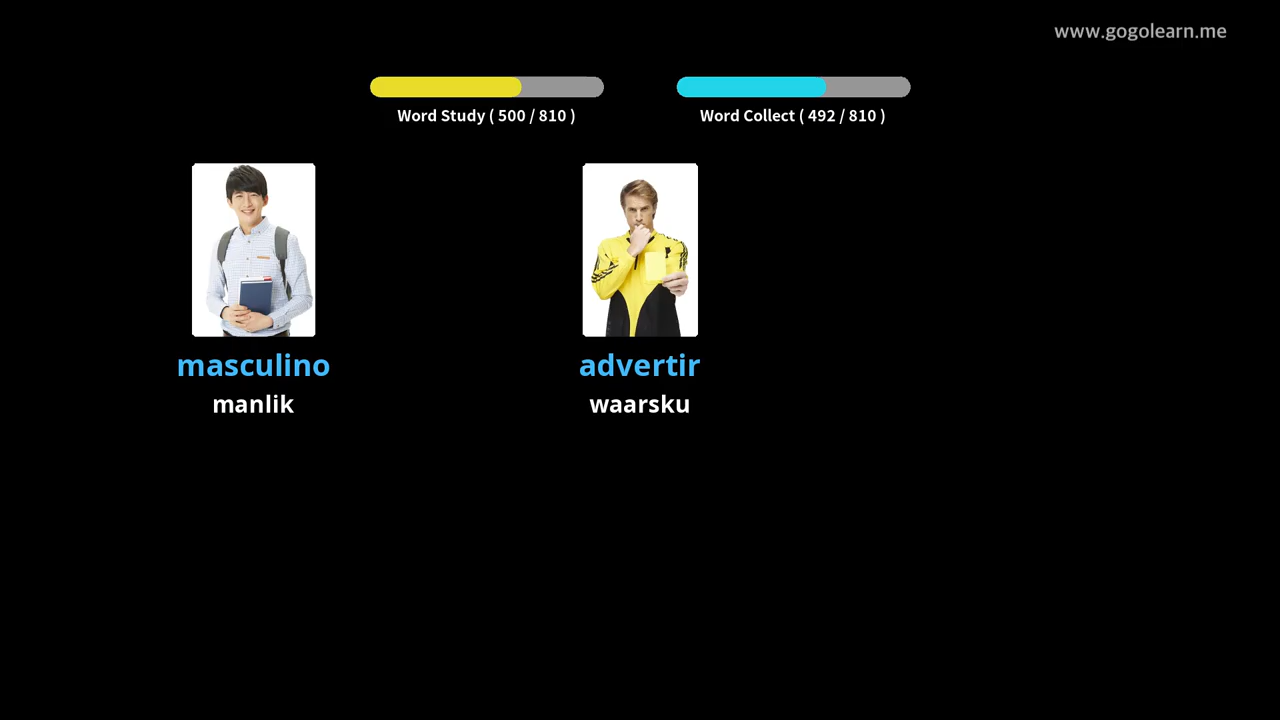 www.gogolearn.me
Word Study ( 500 / 810 )
Word Collect ( 492 / 810 )
masculino
advertir
manlik
waarsku